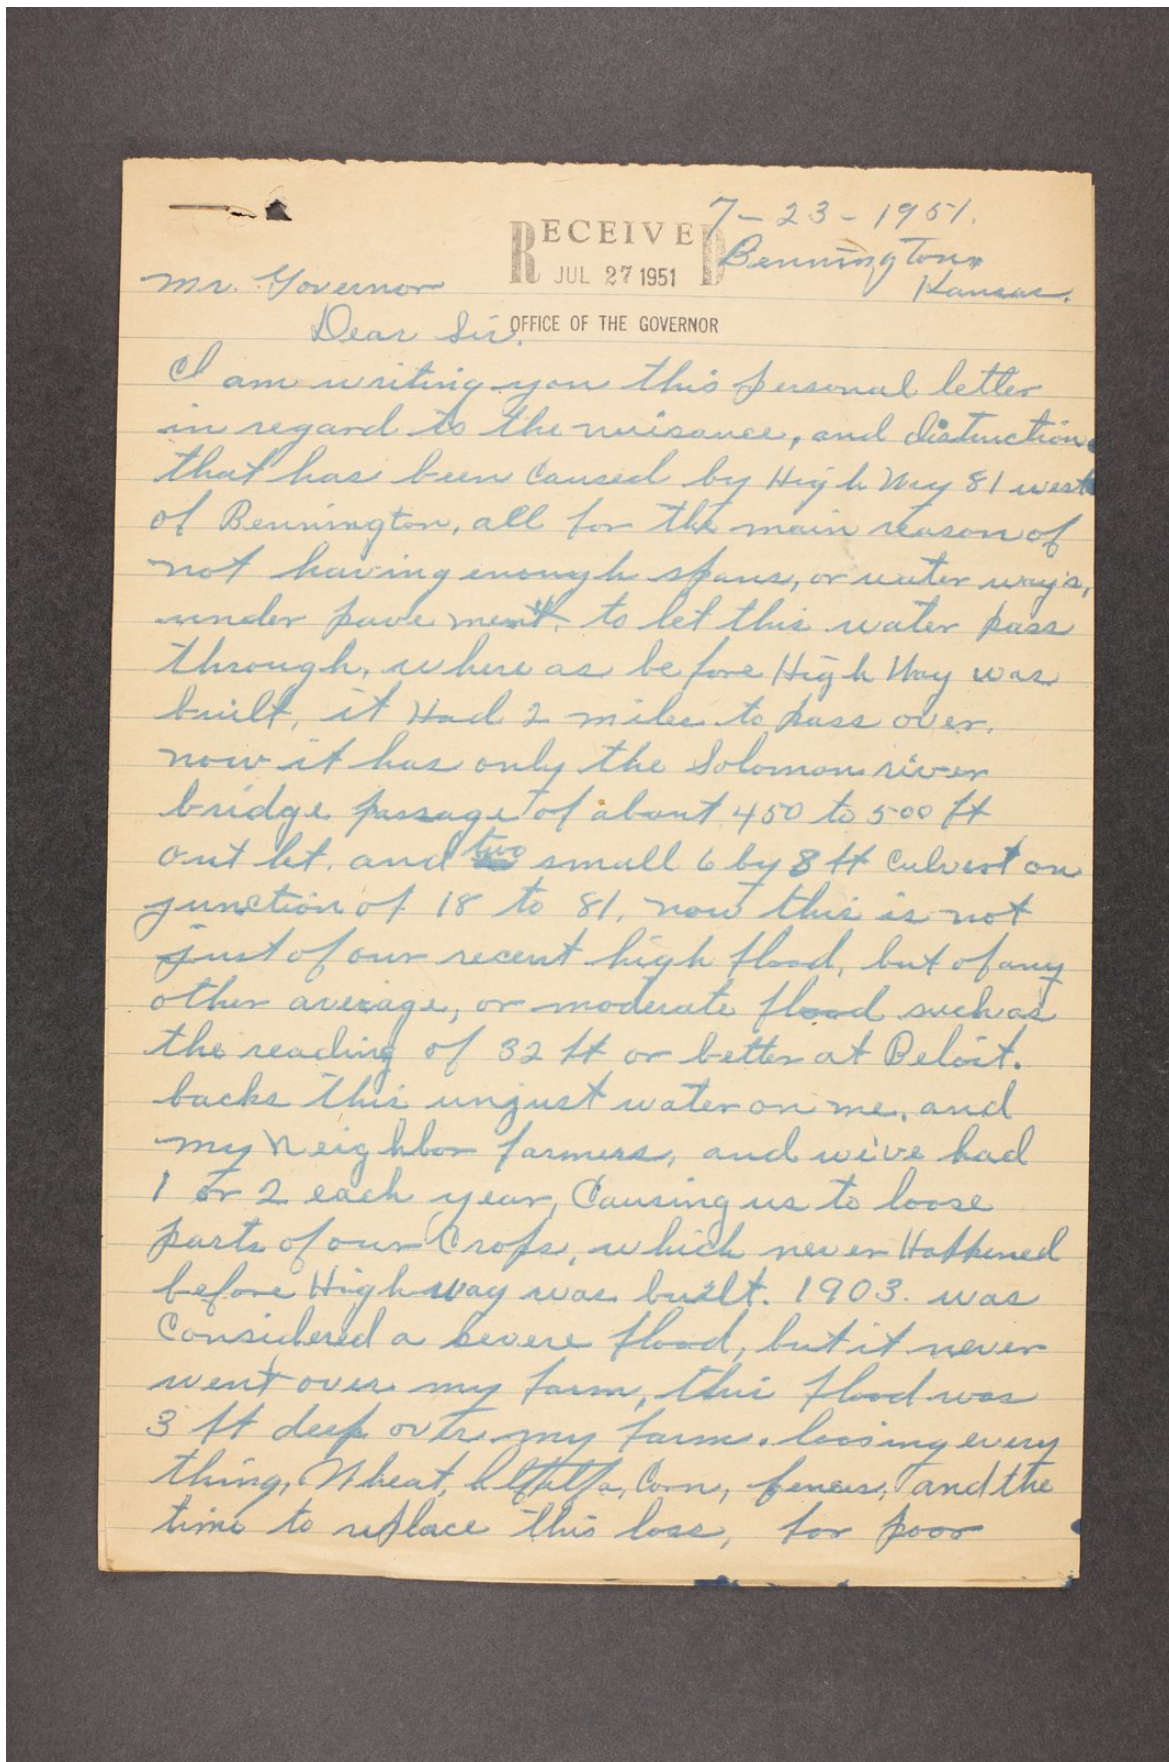 7-23-1951.
RECEIVED
Bennington
JUL 27 1951
Kansas.
Mr. Governor
Dear Sir.
OFFICE OF THE GOVERNOR
I am writing you this personal letter
in regard to the nuisance, and distruction
that has been caused by High Way 81 west
of Bennington, all for the main reason of
not having enough spans, or water way's,
under pave ment, to let this water pass
through, where as before High Way was
built, it Had 2 miles to pass over.
now it has only the Solomon river
bridge passage of about 450 to 500 ft
out let. and two small 6 by 8 ft Culvert on
junction of 18 to 81, now this is not
just of our recent high flood, but of any
other average, or moderate flood such as
the reading of 32 ft or better at Beloit.
backs this unjust water on me, and
my Neighbor farmers, and we've had
1 or 2 each year, Causing us to loose
parts of our Crops, which never Happened
before Highway was built. 1903. was
Considered a severe flood, but it never
went over my farm, this flood was
3 ft deep over my farm. loosing every
thing, Wheat, Alfalfa, Corn, fences, and the
time to replace this loss, for poor